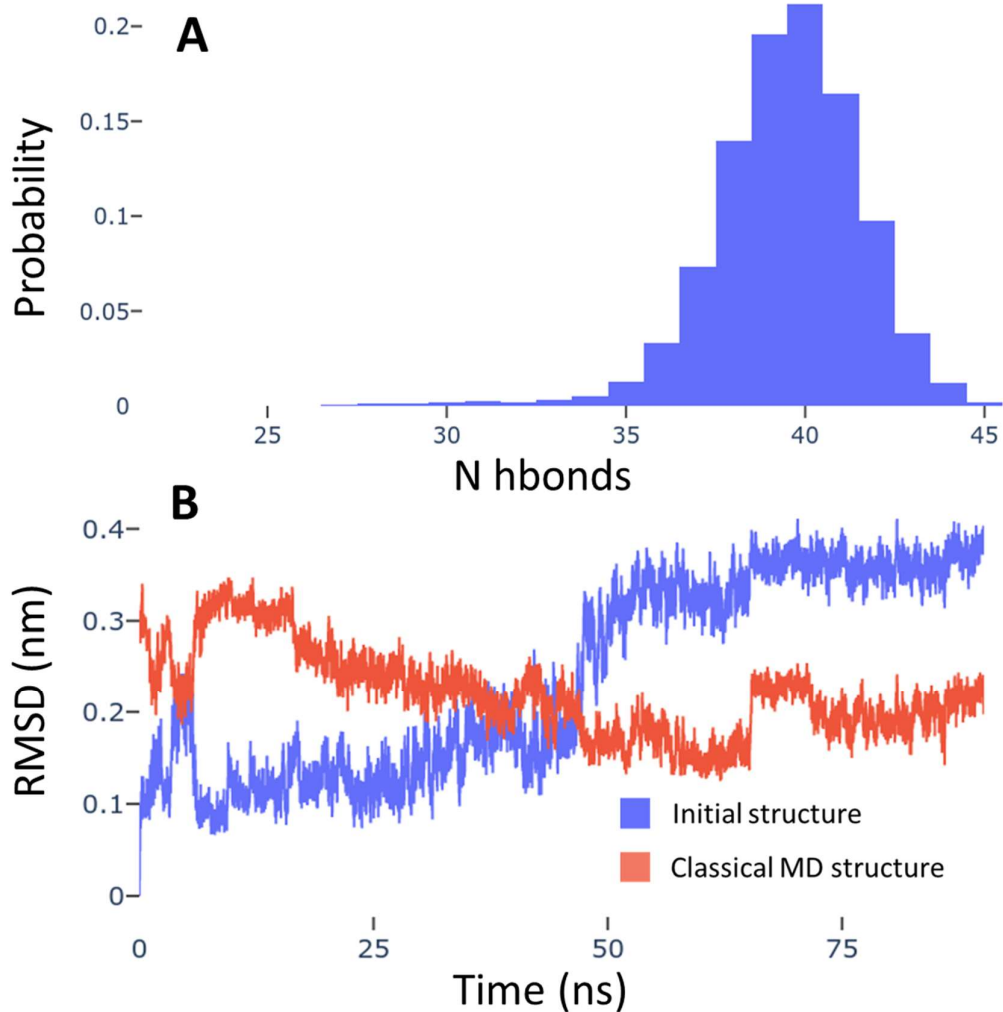 A
0.2
0.15
0.1
0.05
0
Probability
25 30 35 40 45
N hbonds
B
0.4
0.3
0.2
0.1
0
RMSD (nm)
Initial structure
Classical MD structure
0 25 50 75
Time (ns)